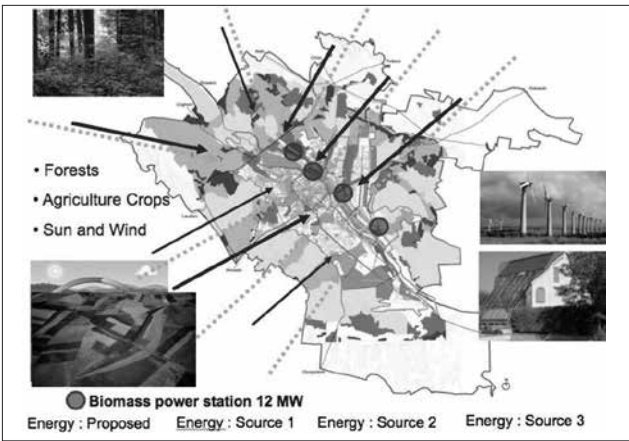 • Forests
• Agriculture Crops
• Sun and Wind
Biomass power station 12 MW
Energy : Proposed Energy : Source 1 Energy : Source 2 Energy : Source 3